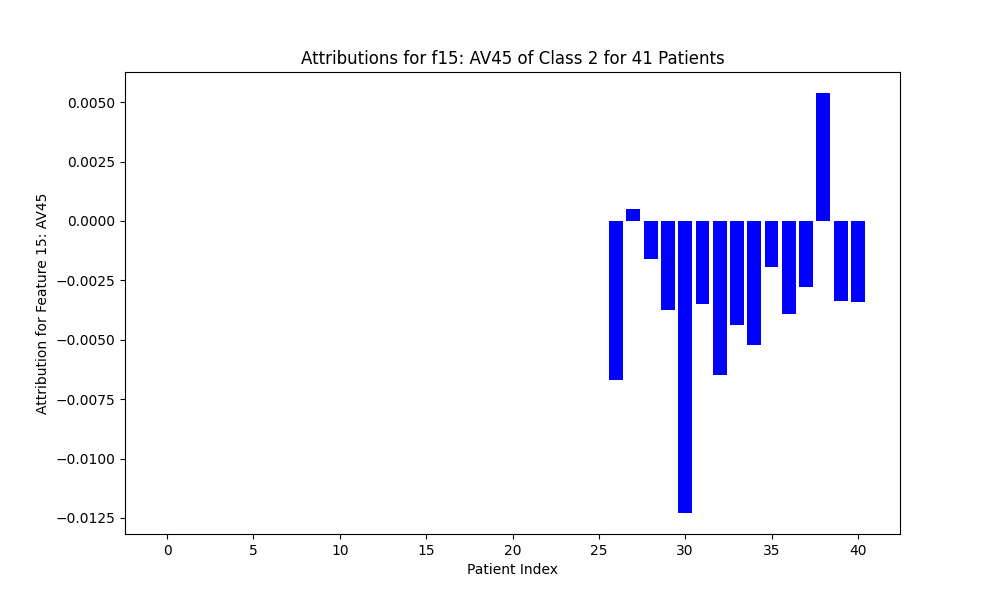 Attributions for f15: AV45 of Class 2 for 41 Patients
Attribution for Feature 15: AV45
0.0050
0.0025
0.0000
−0.0025
−0.0050
−0.0075
−0.0100
−0.0125
0 5 10 15 20 25 30 35 40
Patient Index